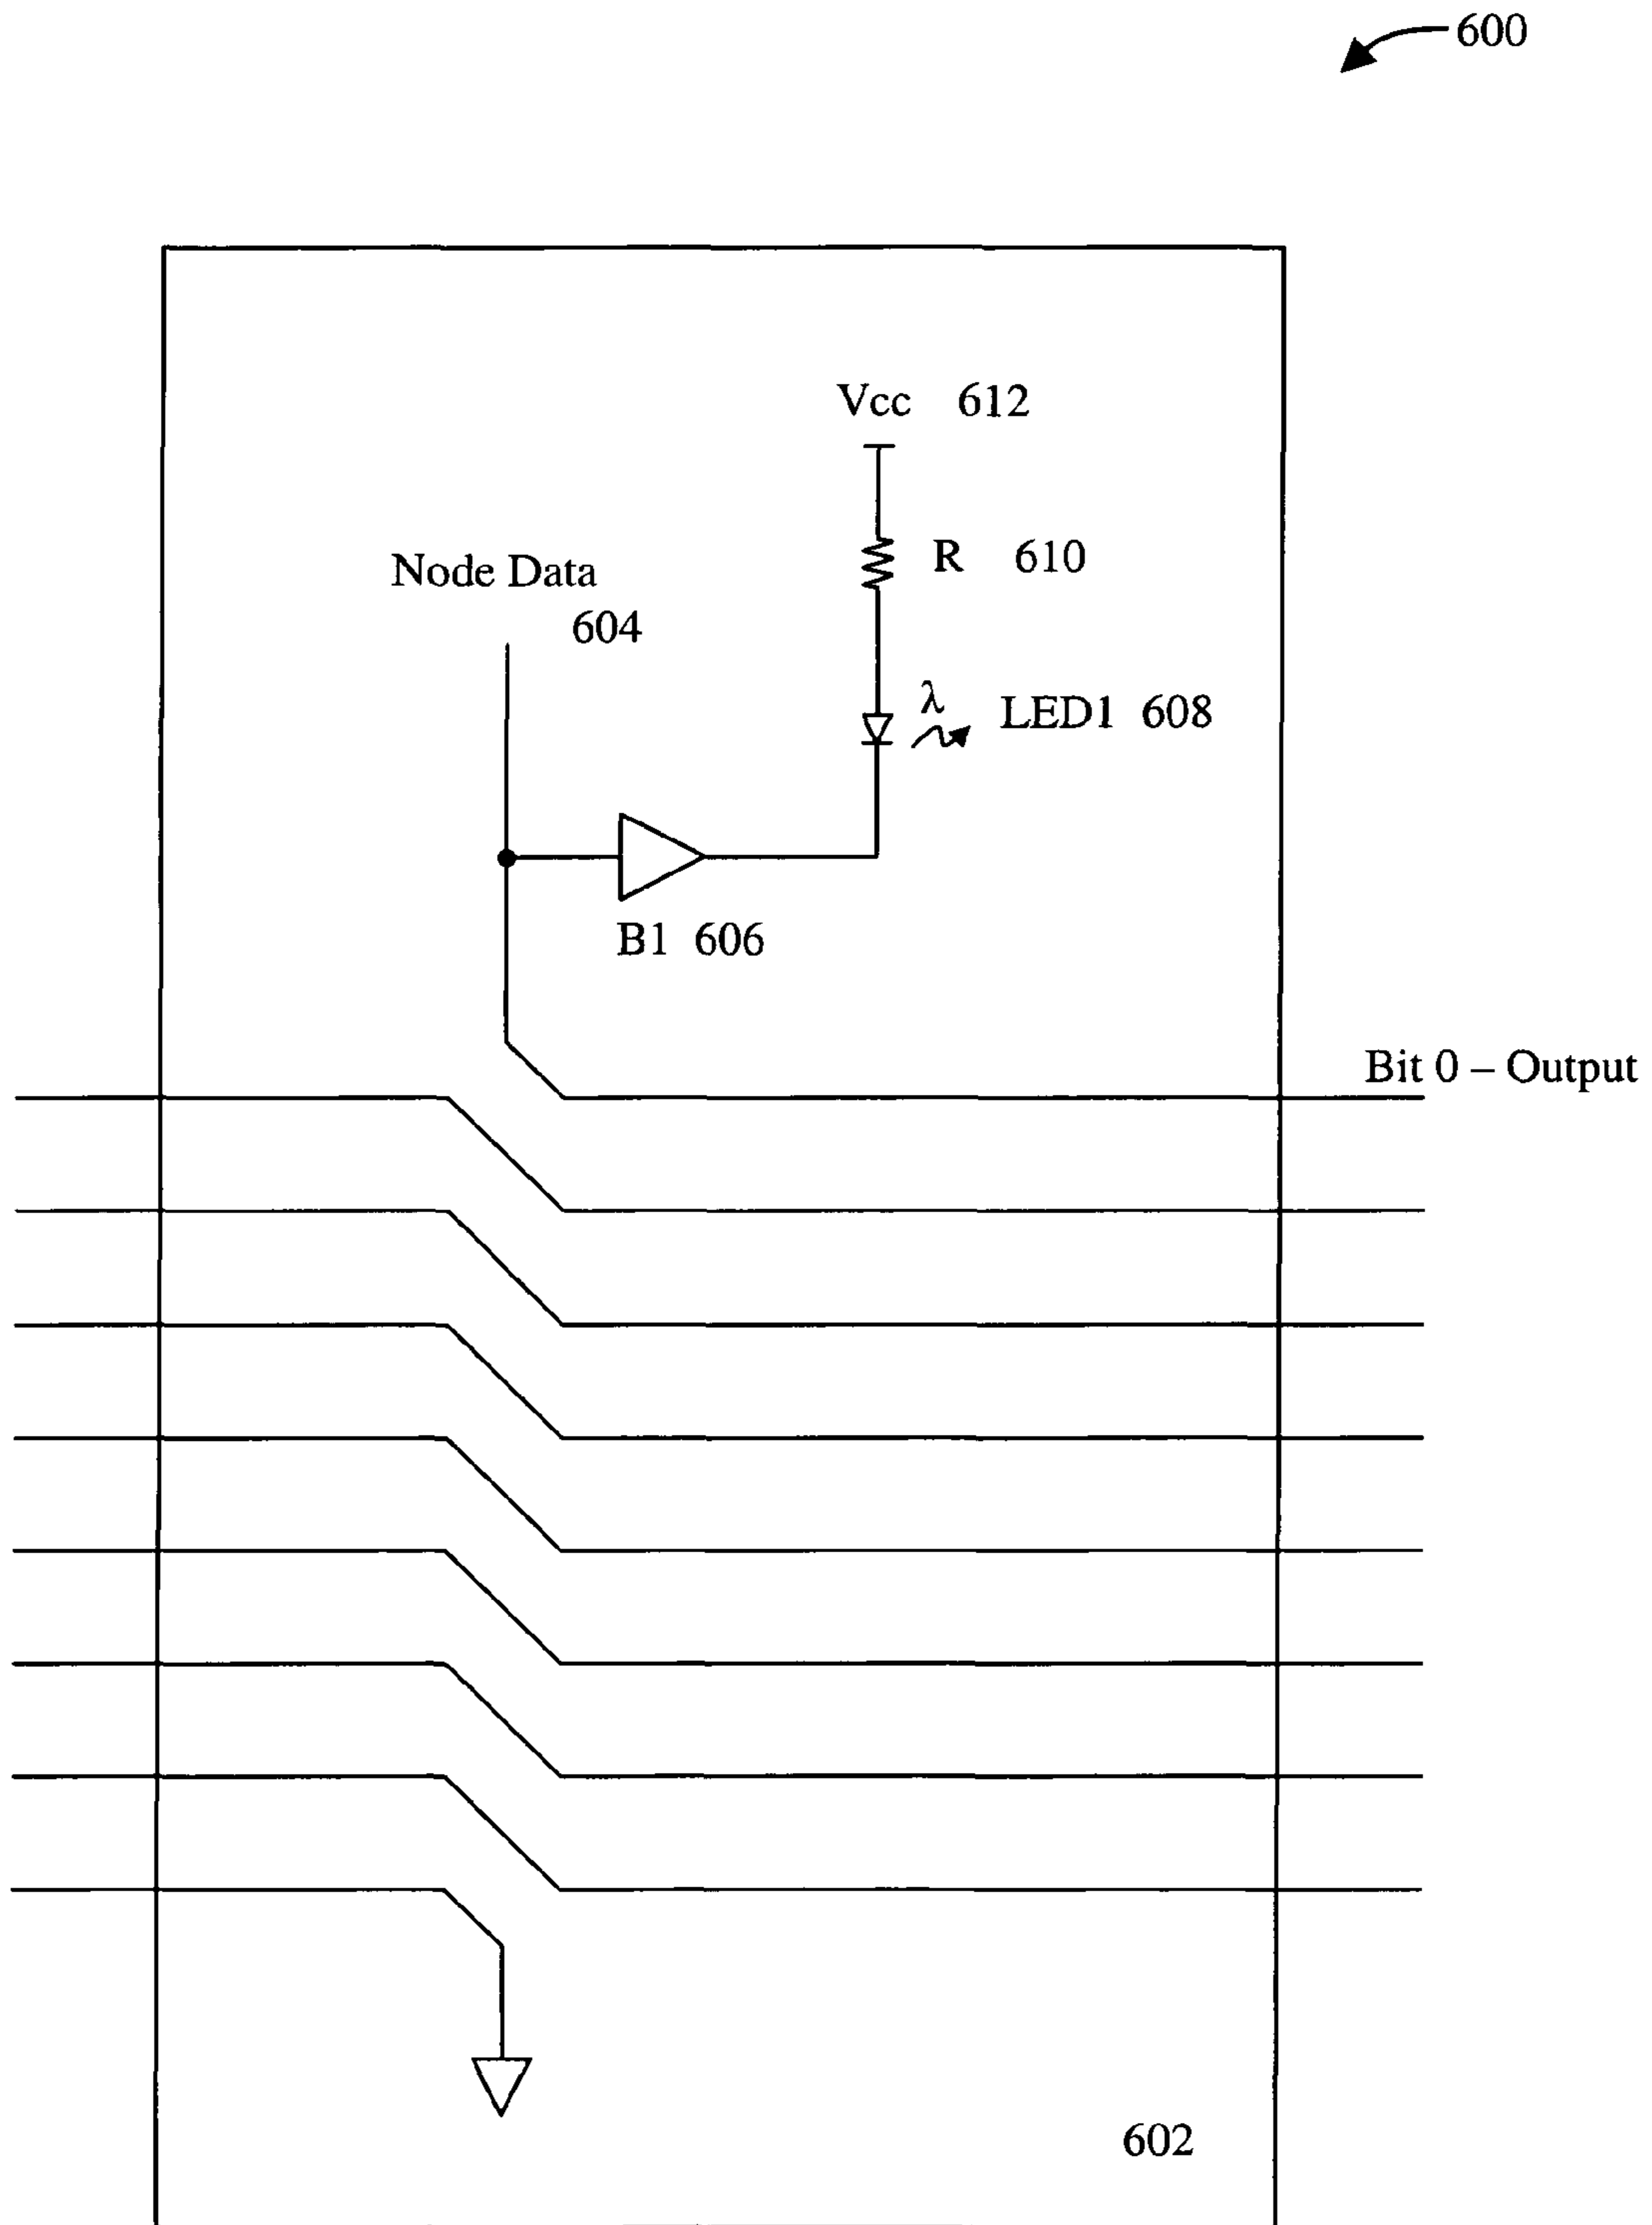 600
Vcc 612
R 610
Node Data
604
λ
LED1 608
B1 606
Bit 0 – Output
602